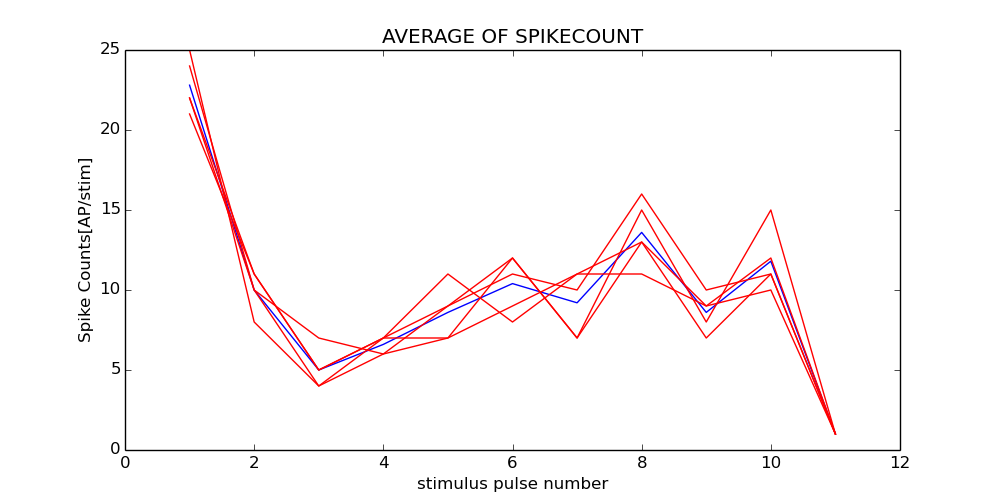 AVERAGE OF SPIKECOUNT
25
20
15
10
5
0
Spike Counts[AP/stim]
0 2 4 6 8 10 12
stimulus pulse number